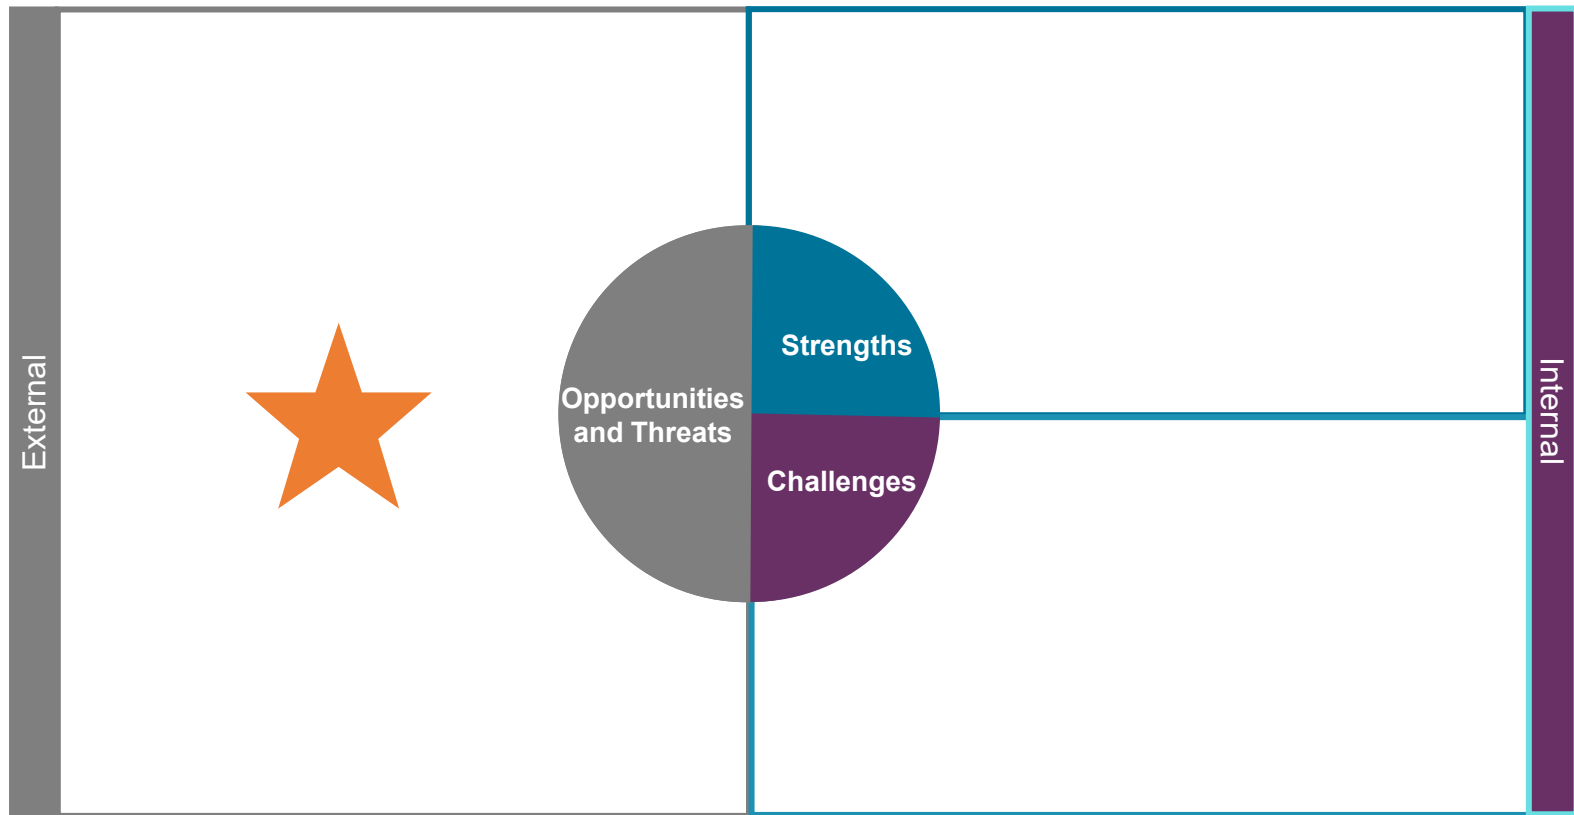 External
Opportunities
and Threats
Strengths
Challenges
Internal